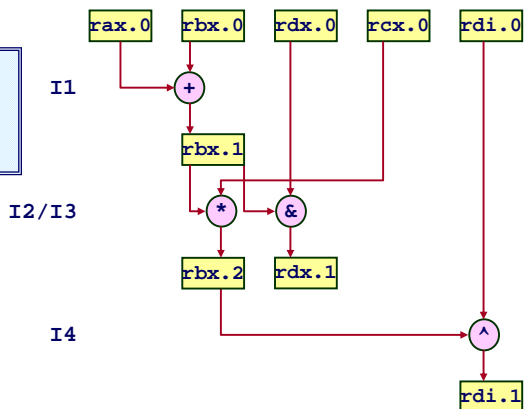 rax.0 rbx.0 rdx.0 rcx.0 rdi.0
I1 +
rbx.1
I2/I3 * &
rbx.2 rdx.1
I4 ^
rdi.1